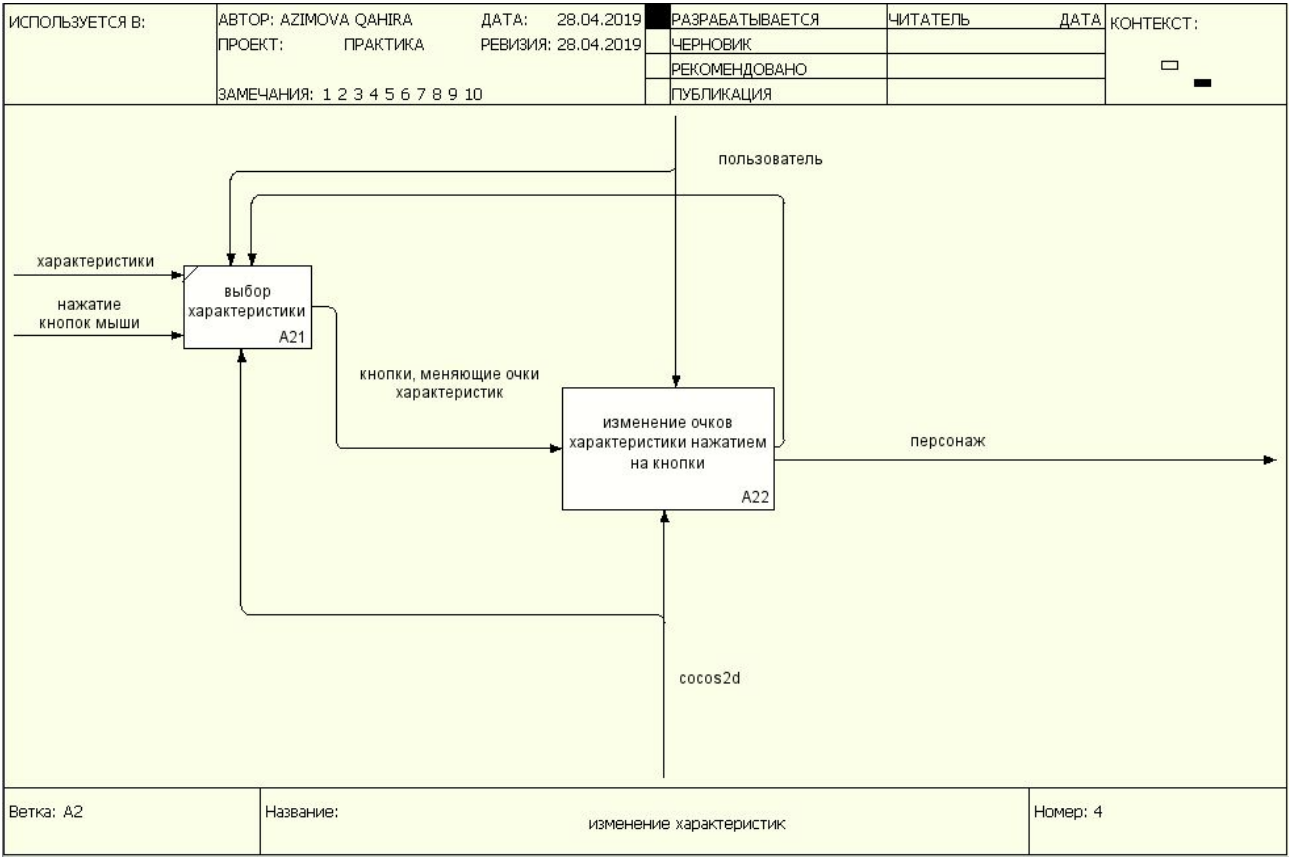 ИСПОЛЬЗУЕТСЯ В:
АВТОР: AZIMOVA QAHIRA
ДАТА: 28.04.2019
ПРОЕКТ: ПРАКТИКА
РЕВИЗИЯ: 28.04.2019
ЗАМЕЧАНИЯ: 1 2 3 4 5 6 7 8 9 10
РАЗРАБАТЫВАЕТСЯ
ЧЕРНОВИК
РЕКОМЕНДОВАНО
ПУБЛИКАЦИЯ
ЧИТАТЕЛЬ
ДАТА
КОНТЕКСТ:
пользователь
характеристики
нажатие
кнопок мыши
выбор
характеристики
A21
кнопки, меняющие очки
характеристик
изменение очков
характеристики нажатием
на кнопки
A22
персонаж
cocos2d
Ветка: A2
Название:
изменение характеристик
Номер: 4